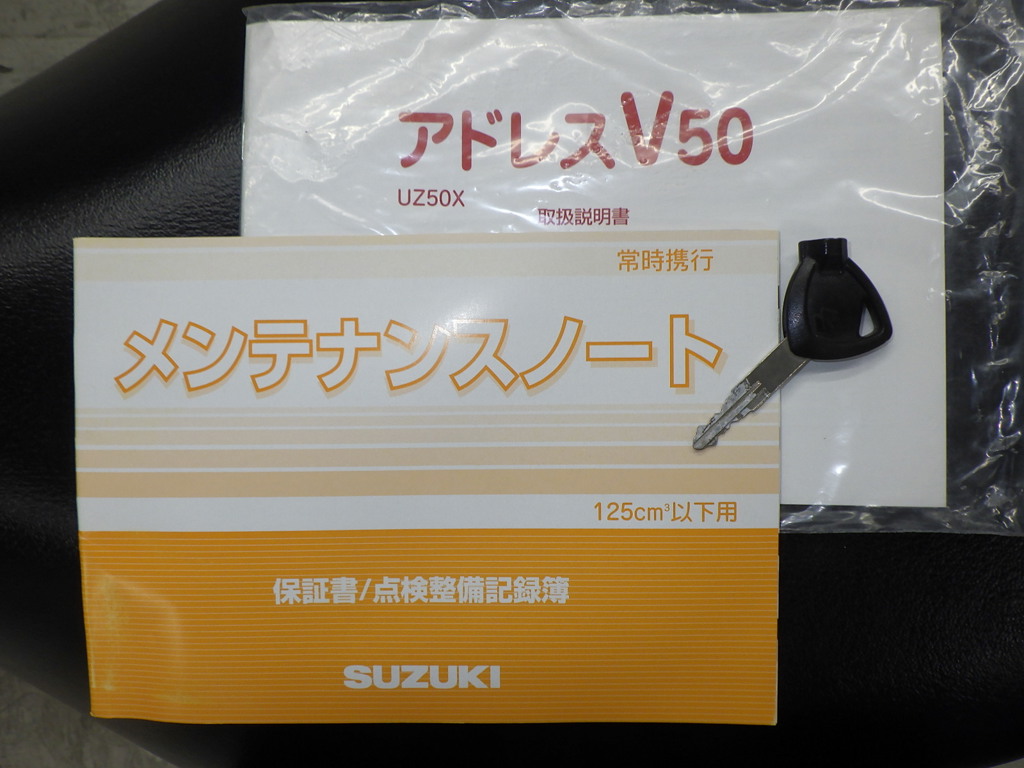 アドレスV50
UZ50X
取扱説明書
常時携行
メンテナンスノート
125cm³以下用
保証書/点検整備記録簿
SUZUKI